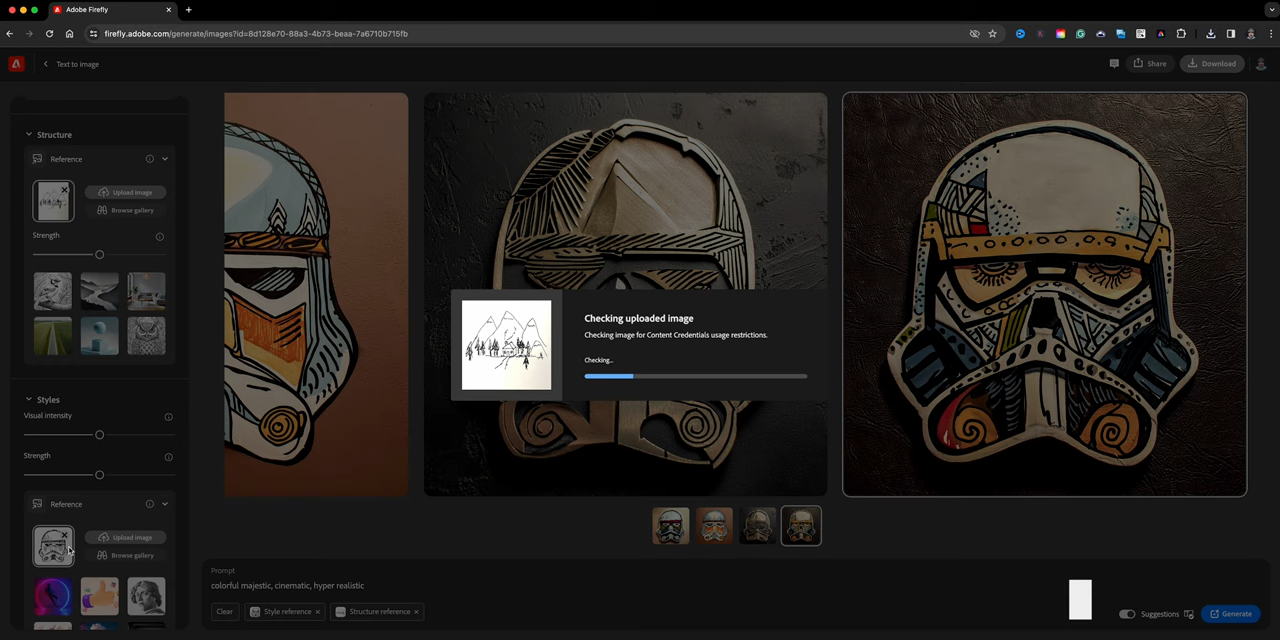 Adobe Firefly
firefly.adobe.com/generate/images?id=8d128e70-88a3-4b73-beaa-7a6710b715fb
Text to image
Share
Download
Structure
Reference
Upload image
Browse gallery
Strength
Styles
Visual intensity
Strength
Reference
Upload image
Browse gallery
Checking uploaded image
Checking image for Content Credentials usage restrictions.
Checking...
Prompt
colorful majestic, cinematic, hyper realistic
Clear
Style reference
Structure reference
Suggestions
Generate